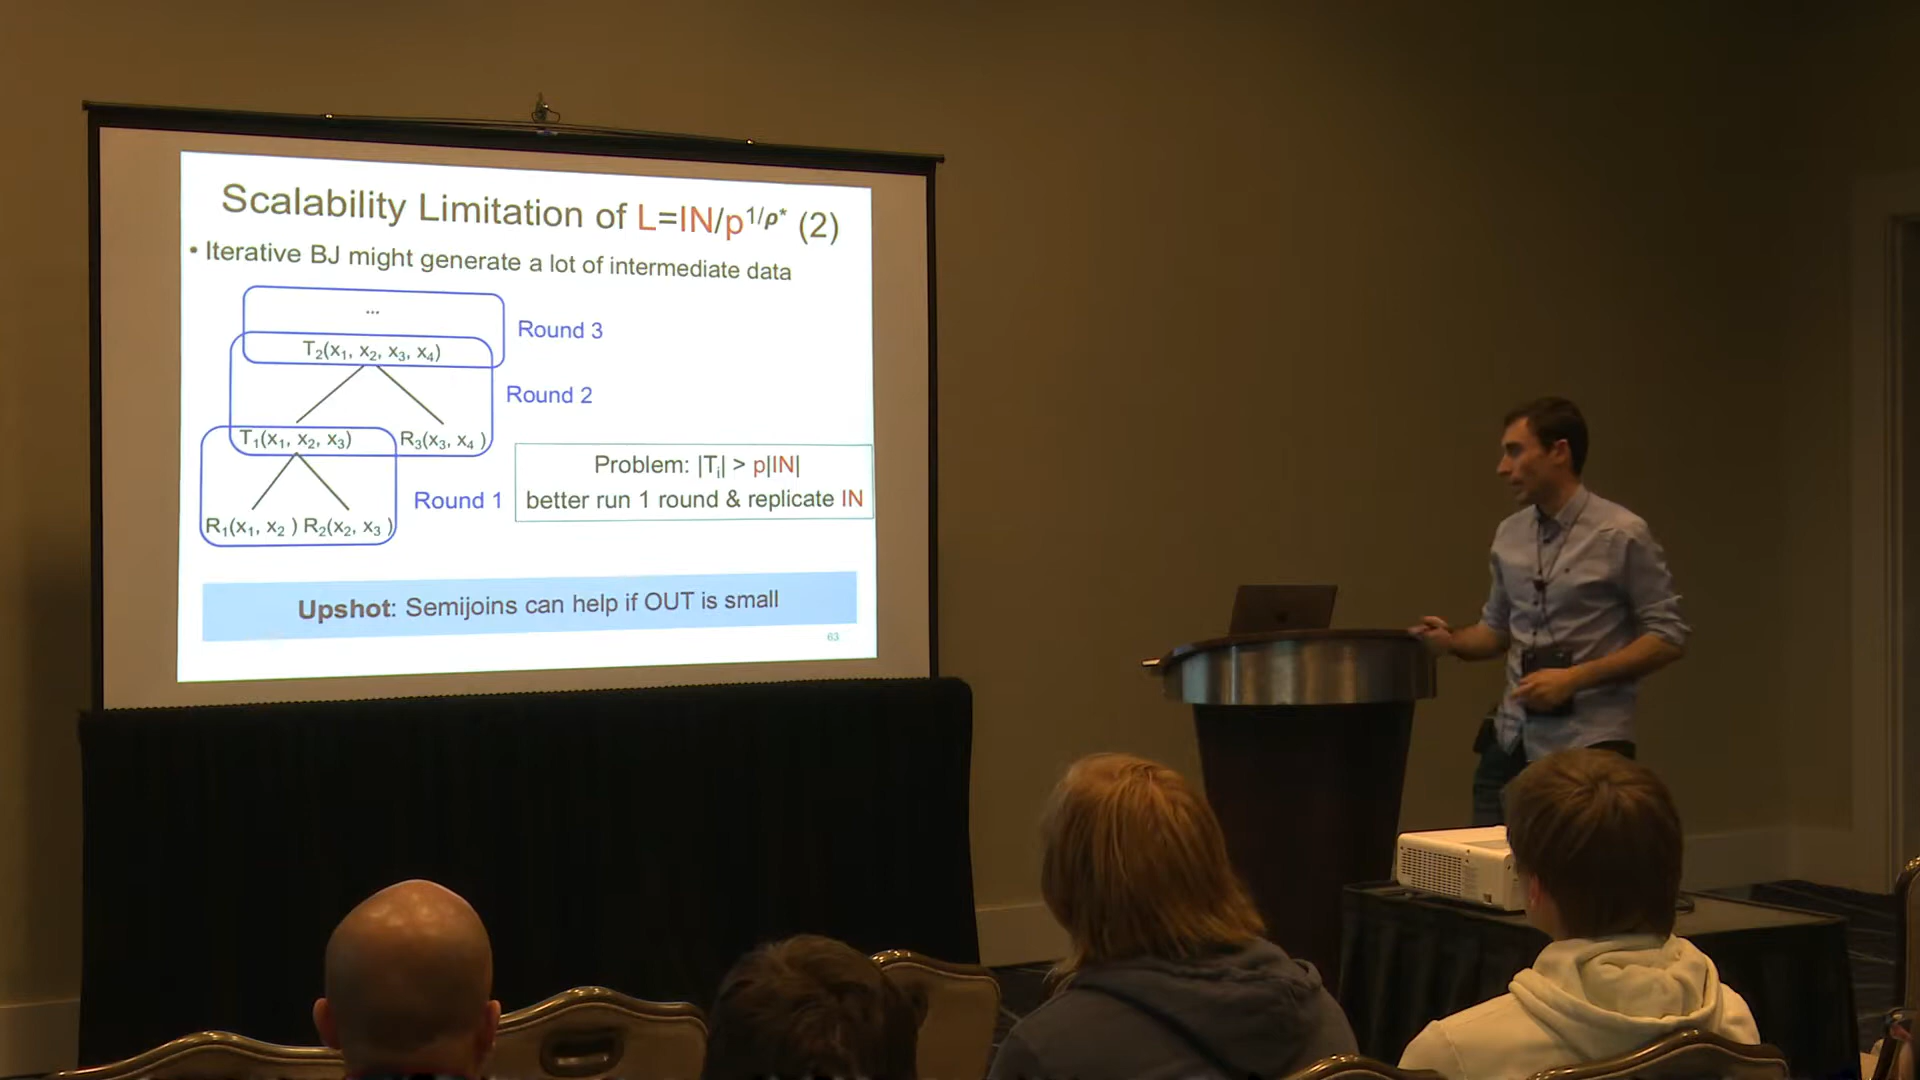 Scalability Limitation of L=IN/p^1/ρ* (2)
• Iterative BJ might generate a lot of intermediate data
...
Round 3
T₂(x₁, x₂, x₃, x₄)
Round 2
T₁(x₁, x₂, x₃) R₃(x₃, x₄ )
Problem: |Tᵢ| > p|IN|
better run 1 round & replicate IN
Round 1
R₁(x₁, x₂ ) R₂(x₂, x₃ )
Upshot: Semijoins can help if OUT is small
63